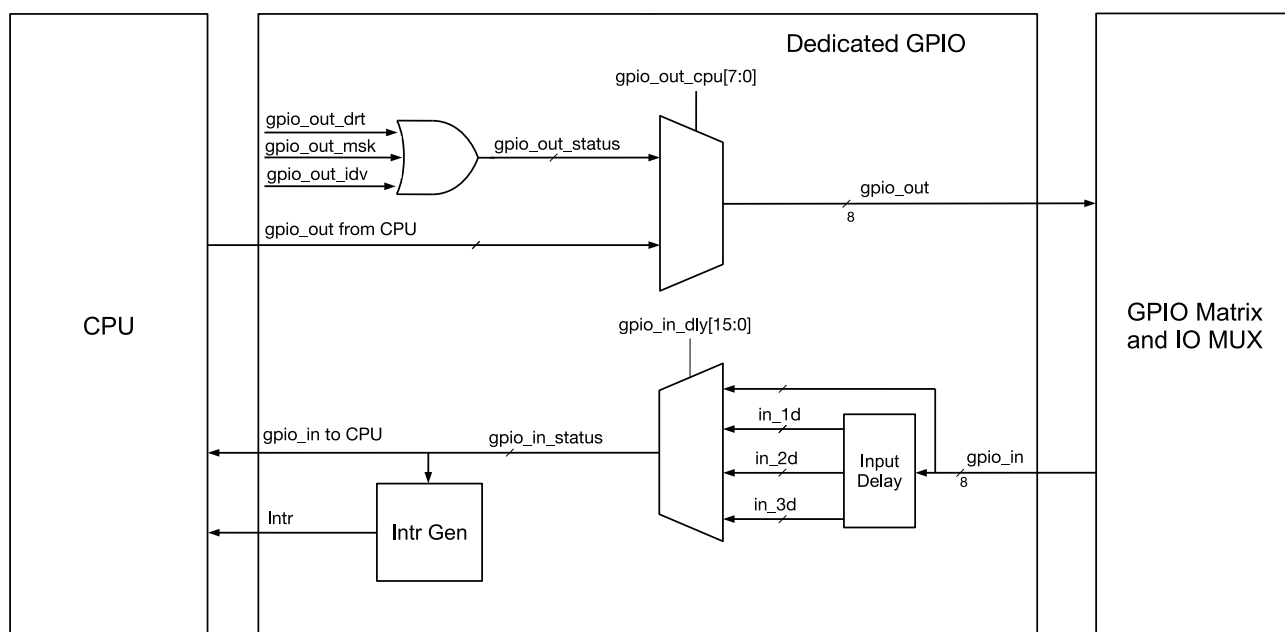 Dedicated GPIO
gpio_out_cpu[7:0]
gpio_out_drt
gpio_out_msk
gpio_out_idv
gpio_out_status
gpio_out
8
gpio_out from CPU
CPU
GPIO Matrix
and IO MUX
gpio_in_dly[15:0]
in_1d
in_2d
in_3d
Input
Delay
gpio_in
8
gpio_in to CPU
gpio_in_status
Intr
Intr Gen